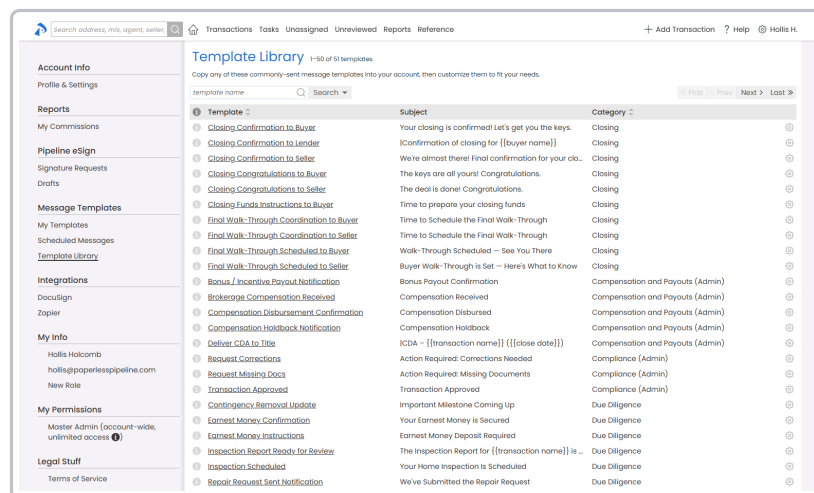 Search address, mls, agent, seller,
Transactions Tasks Unassigned Unreviewed Reports Reference
Add Transaction ? Help Hollis H.
Account Info
Profile & Settings
Reports
My Commissions
Pipeline eSign
Signature Requests
Drafts
Message Templates
My Templates
Scheduled Messages
Template Library
Integrations
DocuSign
Zapier
My Info
Hollis Holcomb
hollis@paperlesspipeline.com
New Role
My Permissions
Master Admin (account-wide,
unlimited access )
Legal Stuff
Terms of Service
Template Library 1-50 of 51 templates.
Copy any of these commonly-sent message templates into your account, then customize them to fit your needs.
template name Search
First Prev Next Last
Template Subject Category
Closing Confirmation to Buyer Your closing is confirmed! Let's get you the keys. Closing
Closing Confirmation to Lender |Confirmation of closing for {{buyer name}} Closing
Closing Confirmation to Seller We're almost there! Final confirmation for your clo... Closing
Closing Congratulations to Buyer The keys are all yours! Congratulations. Closing
Closing Congratulations to Seller The deal is done! Congratulations. Closing
Closing Funds Instructions to Buyer Time to prepare your closing funds Closing
Final Walk-Through Coordination to Buyer Time to Schedule the Final Walk-Through Closing
Final Walk-Through Coordination to Seller Time to Schedule the Final Walk-Through Closing
Final Walk-Through Scheduled to Buyer Walk-Through Scheduled — See You There Closing
Final Walk-Through Scheduled to Seller Buyer Walk-Through is Set — Here's What to Know Closing
Bonus / Incentive Payout Notification Bonus Payout Confirmation Compensation and Payouts (Admin)
Brokerage Compensation Received Compensation Received Compensation and Payouts (Admin)
Compensation Disbursement Confirmation Compensation Disbursed Compensation and Payouts (Admin)
Compensation Holdback Notification Compensation Holdback Compensation and Payouts (Admin)
Deliver CDA to Title |CDA – {{transaction name}} ({{close date}}) Compensation and Payouts (Admin)
Request Corrections Action Required: Corrections Needed Compliance (Admin)
Request Missing Docs Action Required: Missing Documents Compliance (Admin)
Transaction Approved Transaction Approved Compliance (Admin)
Contingency Removal Update Important Milestone Coming Up Due Diligence
Earnest Money Confirmation Your Earnest Money is Secured Due Diligence
Earnest Money Instructions Earnest Money Deposit Required Due Diligence
Inspection Report Ready for Review The Inspection Report for {{transaction name}} is ... Due Diligence
Inspection Scheduled Your Home Inspection Is Scheduled Due Diligence
Repair Request Sent Notification We've Submitted the Repair Request Due Diligence